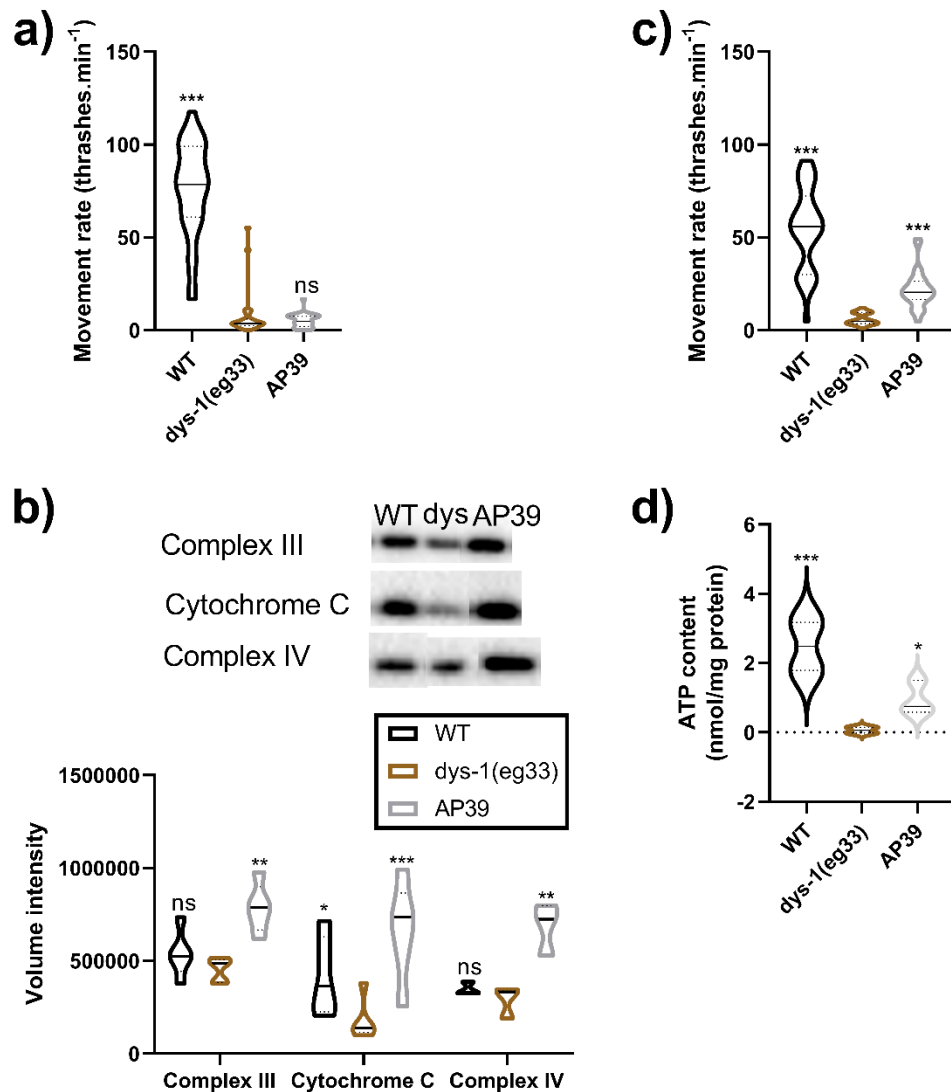 a)
Movement rate (thrashes.min⁻¹)
150
100
50
0
***
ns
WT
dys-1(eg33)
AP39
c)
Movement rate (thrashes.min⁻¹)
150
100
50
0
***
***
WT
dys-1(eg33)
AP39
b)
WT dys AP39
Complex III
Cytochrome C
Complex IV
WT
dys-1(eg33)
AP39
Volume intensity
1500000
1000000
500000
0
ns
**
*
***
ns
**
Complex III
Cytochrome C
Complex IV
d)
ATP content
(nmol/mg protein)
6
4
2
0
-2
***
*
WT
dys-1(eg33)
AP39